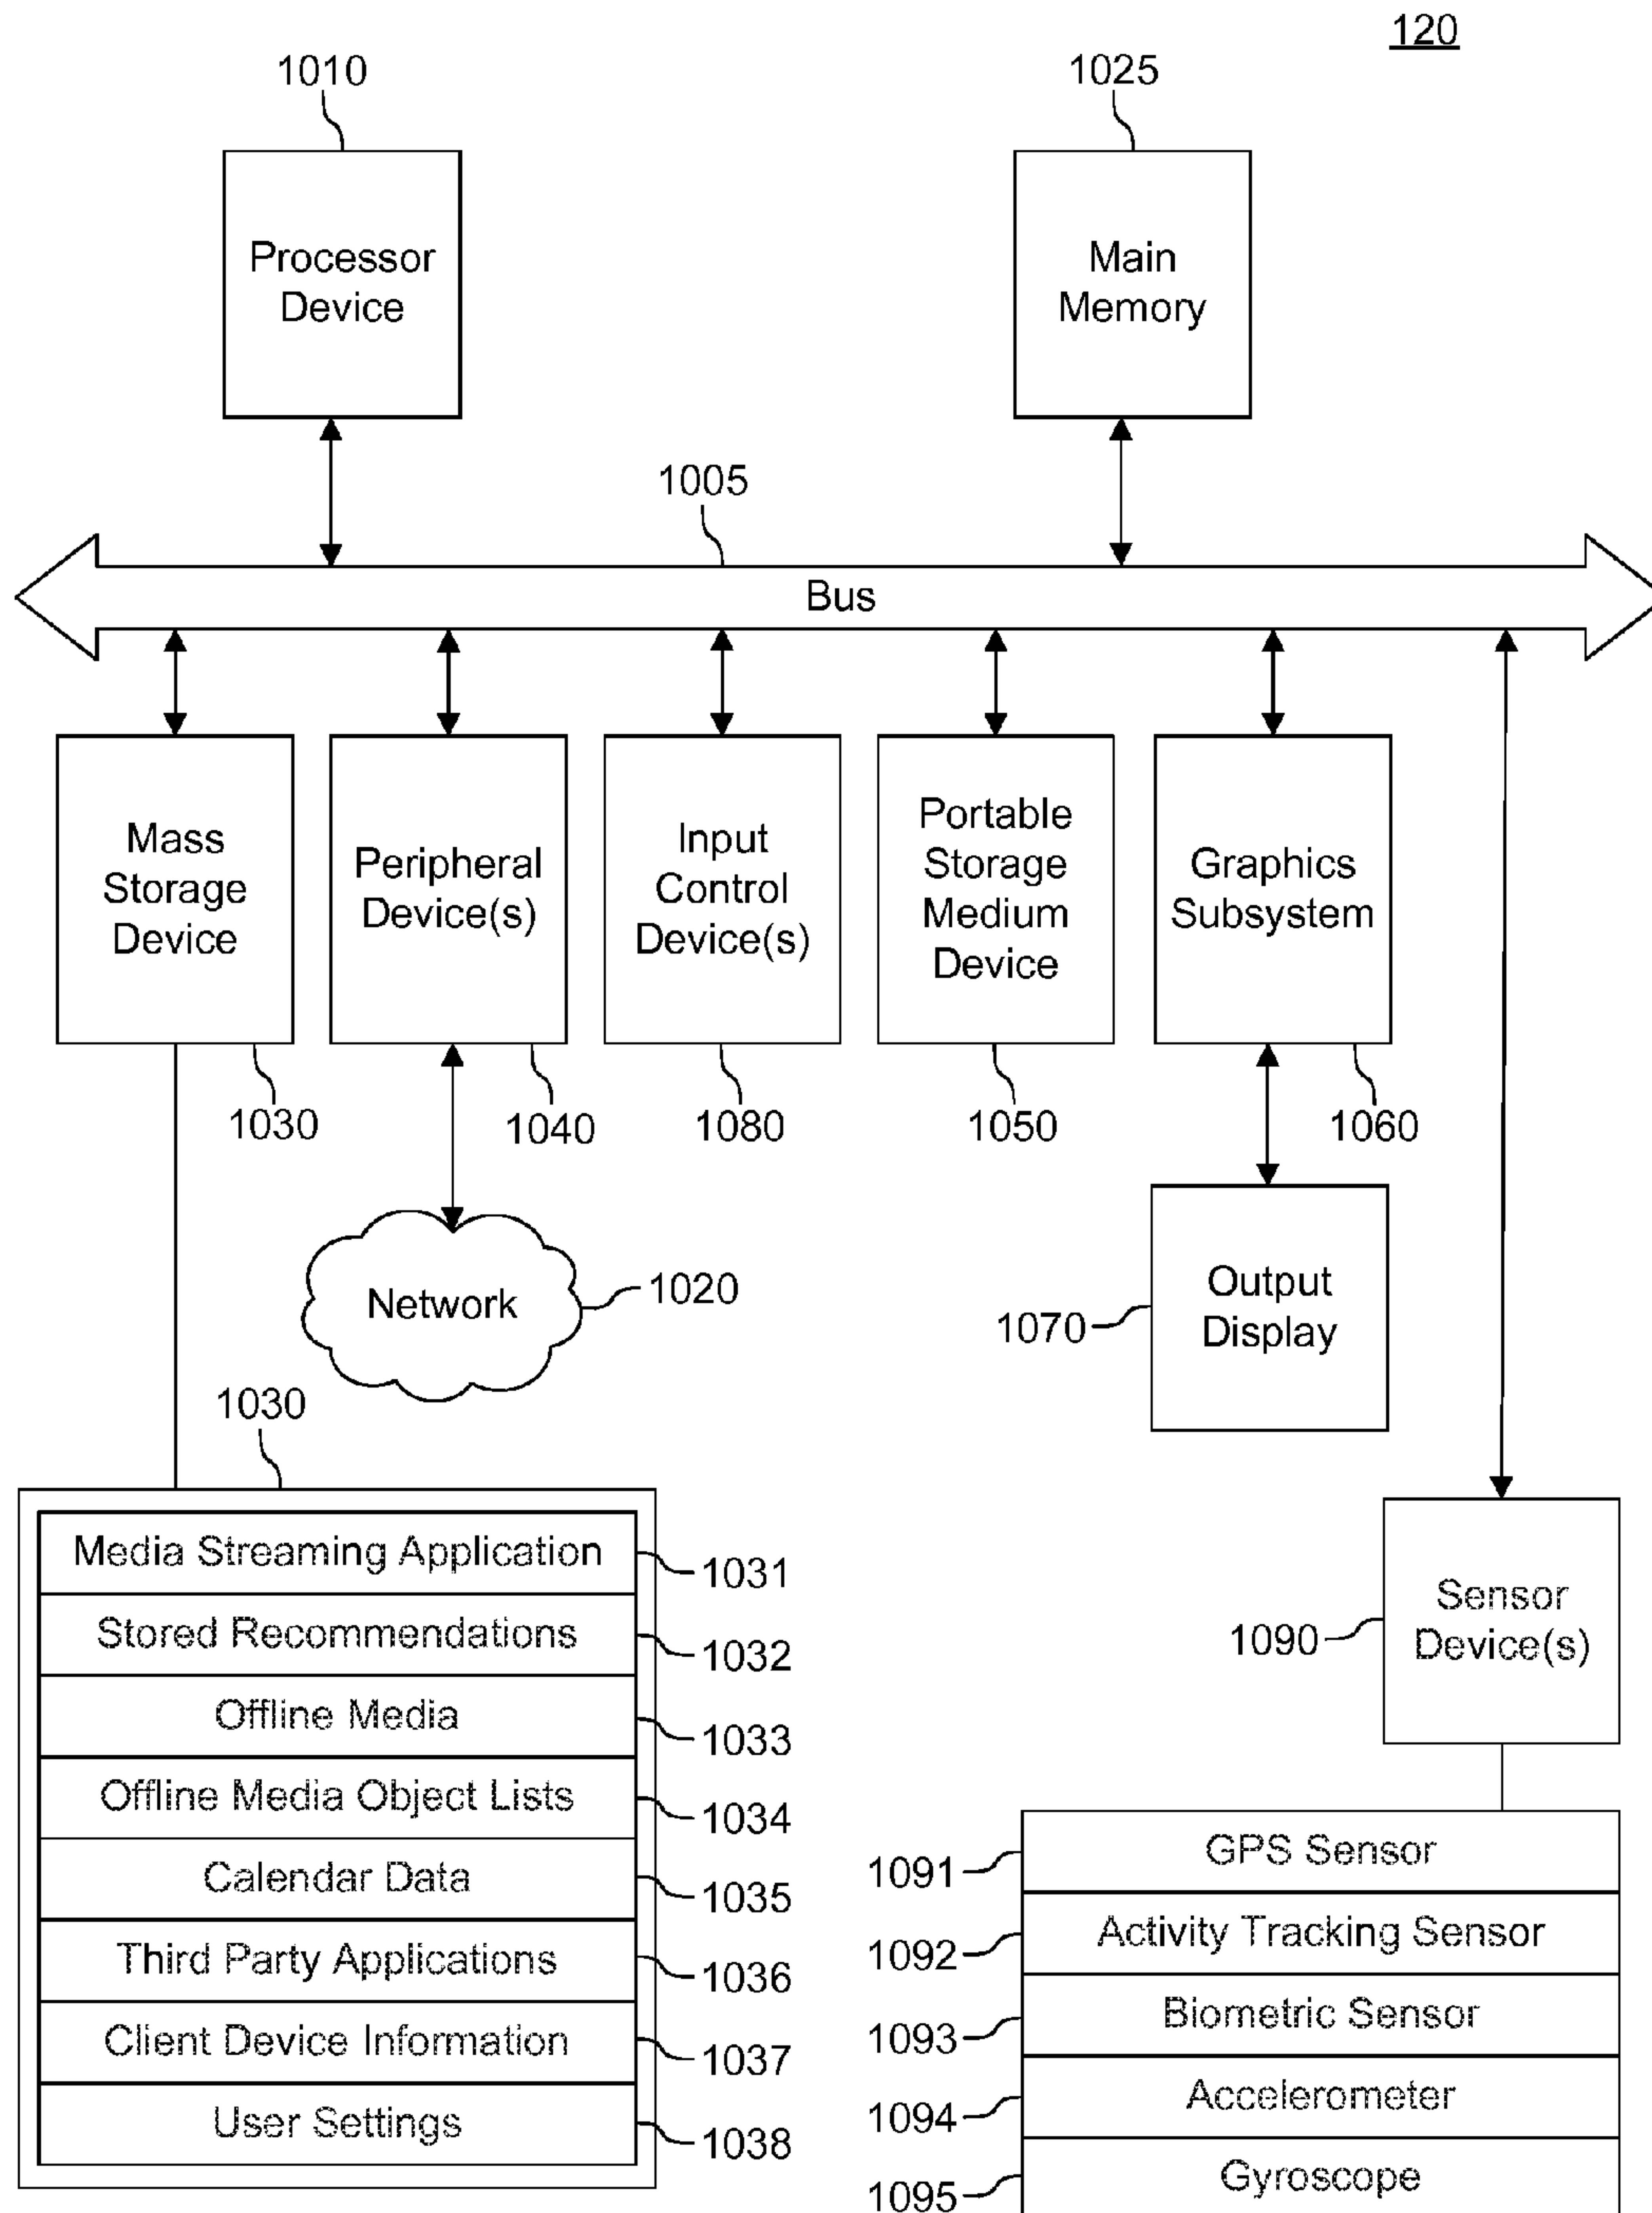 120
1010
1025
Processor
Device
Main
Memory
1005
Bus
Mass
Storage
Device
Peripheral
Device(s)
Input
Control
Device(s)
Portable
Storage
Medium
Device
Graphics
Subsystem
1030
1040
1080
1050
1060
Network
1020
Output
Display
1070
1030
Media Streaming Application
1031
Stored Recommendations
1032
Offline Media
1033
Offline Media Object Lists
1034
Calendar Data
1035
Third Party Applications
1036
Client Device Information
1037
User Settings
1038
Sensor
Device(s)
1090
GPS Sensor
1091
Activity Tracking Sensor
1092
Biometric Sensor
1093
Accelerometer
1094
Gyroscope
1095